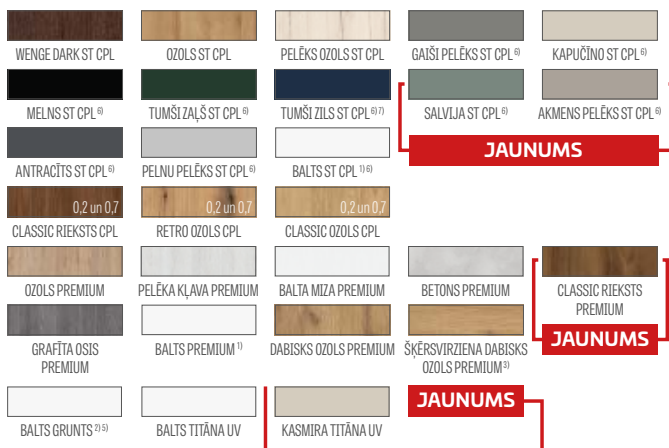 WENGE DARK ST CPL
OZOLS ST CPL
PELĒKS OZOLS ST CPL
GAIŠI PELĒKS ST CPL 6)
KAPUČĪNO ST CPL 6)
MELNS ST CPL 6)
TUMŠI ZAĻŠ ST CPL 6)
TUMŠI ZILS ST CPL 6) 7)
SALVIJA ST CPL 6)
AKMENS PELĒKS ST CPL 6)
JAUNUMS
ANTRACĪTS ST CPL 6)
PELNU PELĒKS ST CPL 6)
BALTS ST CPL 1) 6)
0,2 un 0,7
CLASSIC RIEKSTS CPL
0,2 un 0,7
RETRO OZOLS CPL
0,2 un 0,7
CLASSIC OZOLS CPL
OZOLS PREMIUM
PELĒKA KĻAVA PREMIUM
BALTA MIZA PREMIUM
BETONS PREMIUM
CLASSIC RIEKSTS
PREMIUM
JAUNUMS
GRAFĪTA OSIS
PREMIUM
BALTS PREMIUM 1)
DABISKS OZOLS PREMIUM
ŠĶĒRSVIRZIENA DABISKS
OZOLS PREMIUM 3)
JAUNUMS
BALTS GRUNTS 2) 5)
BALTS TITĀNA UV
KASMIRA TITĀNA UV